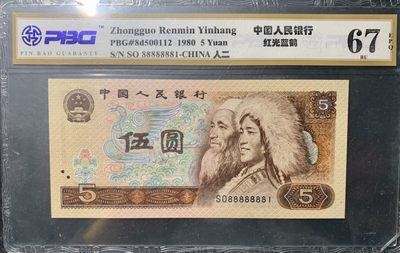 PBG™
PIN BAO GUARANTY
Zhongguo Renmin Yinhang
PBG#8d500112 1980 5 Yuan
S/N SO 88888881-CHINA 人二
中国人民银行
红光蓝鹤
67
EPQ
中国人民银行
5
伍圆
5
SO88888881
5